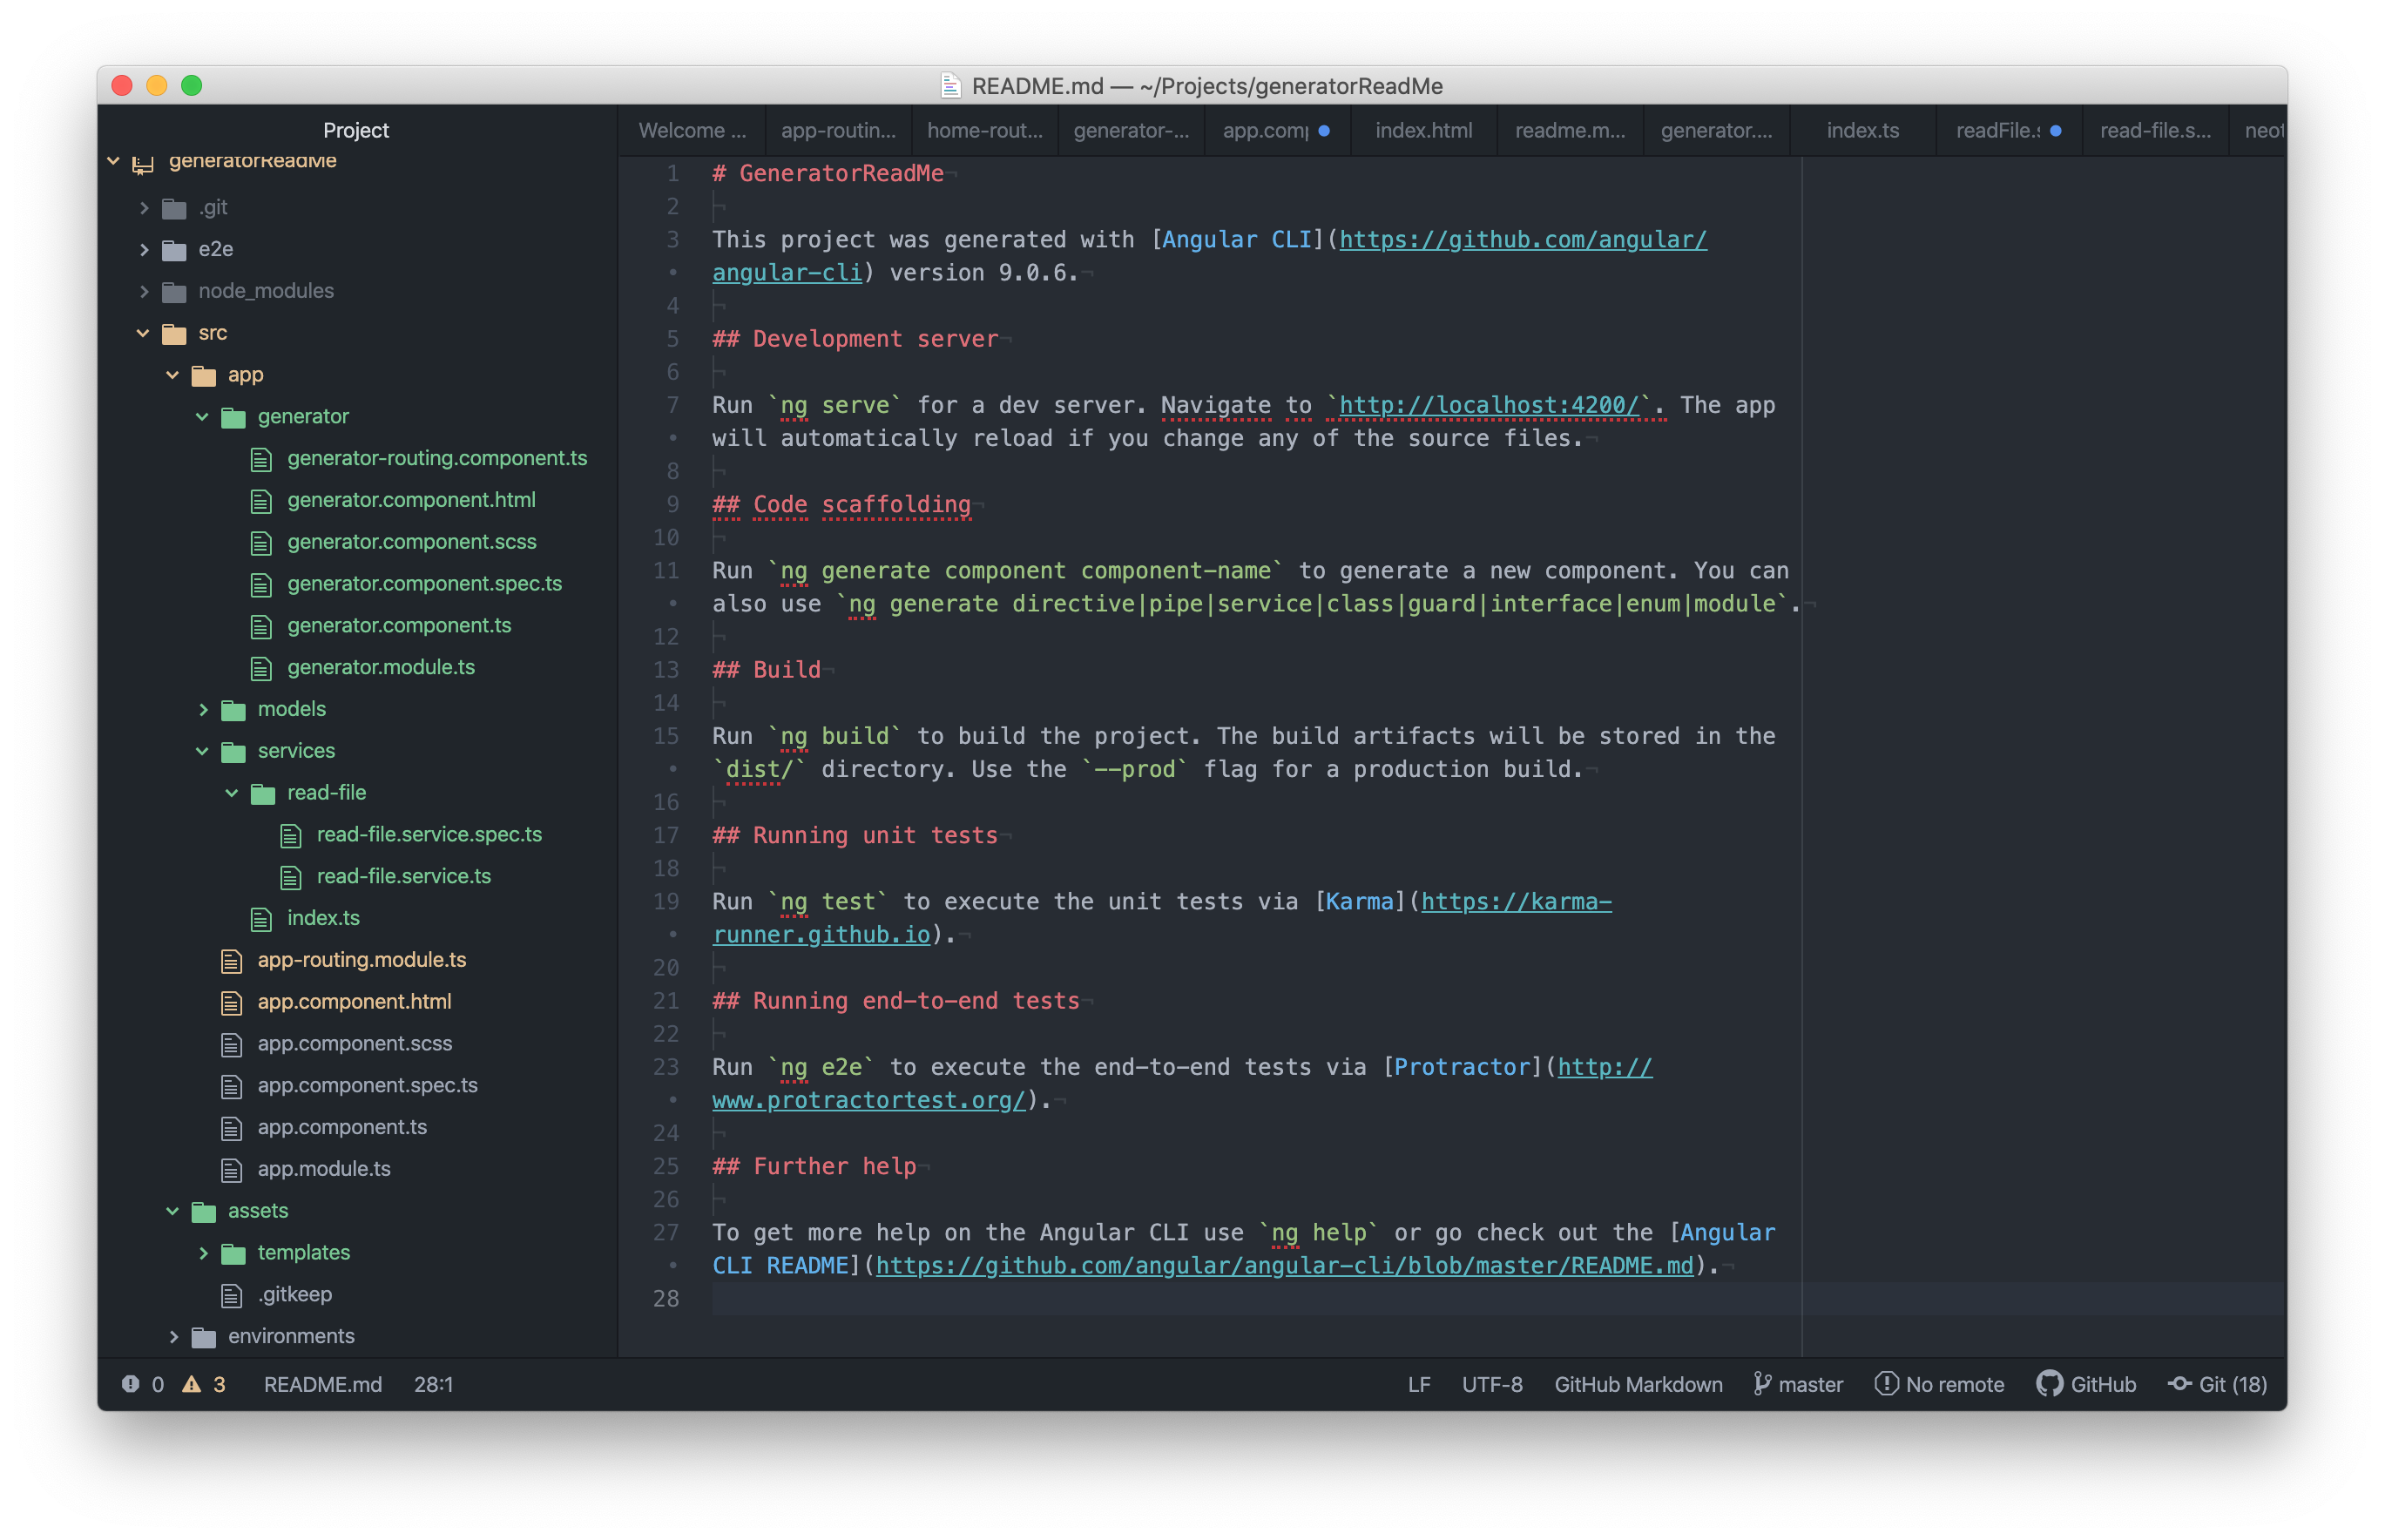 README.md — ~/Projects/generatorReadMe
Project
generatorReadMe
.git
e2e
node_modules
src
app
generator
generator-routing.component.ts
generator.component.html
generator.component.scss
generator.component.spec.ts
generator.component.ts
generator.module.ts
models
services
read-file
read-file.service.spec.ts
read-file.service.ts
index.ts
app-routing.module.ts
app.component.html
app.component.scss
app.component.spec.ts
app.component.ts
app.module.ts
assets
templates
.gitkeep
environments
Welcome ... app-routin... home-rout... generator-... app.comp index.html readme.m... generator.... index.ts readFile.s read-file.s... neot
1 # GeneratorReadMe¬
2 ¬
3 This project was generated with [Angular CLI](https://github.com/angular/
• angular-cli) version 9.0.6.¬
4 ¬
5 ## Development server¬
6 ¬
7 Run `ng serve` for a dev server. Navigate to `http://localhost:4200/`. The app
• will automatically reload if you change any of the source files.¬
8 ¬
9 ## Code scaffolding¬
10 ¬
11 Run `ng generate component component-name` to generate a new component. You can
• also use `ng generate directive|pipe|service|class|guard|interface|enum|module`.¬
12 ¬
13 ## Build¬
14 ¬
15 Run `ng build` to build the project. The build artifacts will be stored in the
• `dist/` directory. Use the `--prod` flag for a production build.¬
16 ¬
17 ## Running unit tests¬
18 ¬
19 Run `ng test` to execute the unit tests via [Karma](https://karma-
• runner.github.io).¬
20 ¬
21 ## Running end-to-end tests¬
22 ¬
23 Run `ng e2e` to execute the end-to-end tests via [Protractor](http://
• www.protractortest.org/).¬
24 ¬
25 ## Further help¬
26 ¬
27 To get more help on the Angular CLI use `ng help` or go check out the [Angular
• CLI README](https://github.com/angular/angular-cli/blob/master/README.md).¬
28
0 3 README.md 28:1 LF UTF-8 GitHub Markdown master No remote GitHub Git (18)